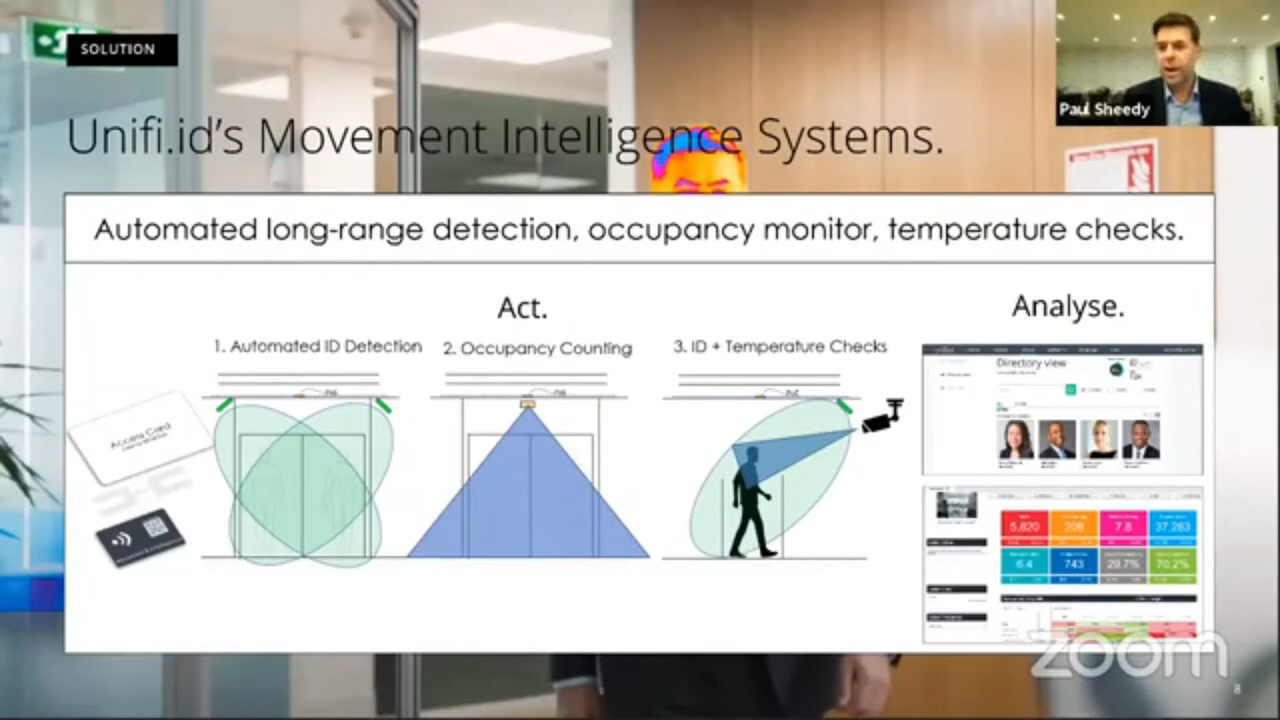 SOLUTION
Paul Sheedy
Unifi.id's Movement Intelligence Systems.
Automated long-range detection, occupancy monitor, temperature checks.
Act.
Analyse.
1. Automated ID Detection
2. Occupancy Counting
3. ID + Temperature Checks
Access Card
Directory view
5,820
7.8
37,263
6.4
743
29.7%
70.2%
zoom
8